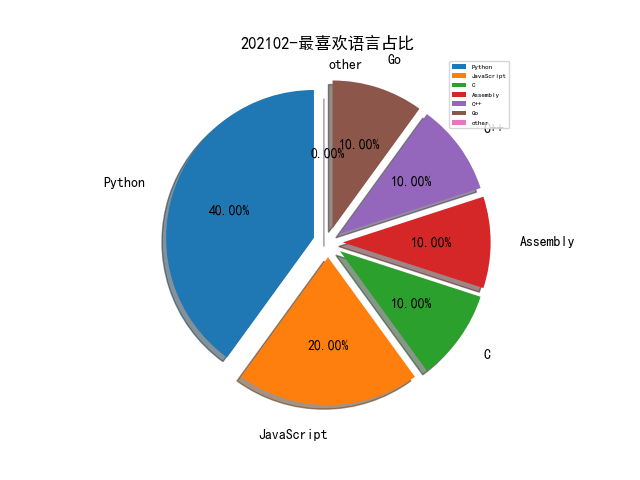 202102-最喜欢语言占比
other
Go
Python
JavaScript
C
Assembly
C++
Go
other
C++
0.00%
10.00%
Python
10.00%
40.00%
Assembly
10.00%
10.00%
20.00%
C
JavaScript